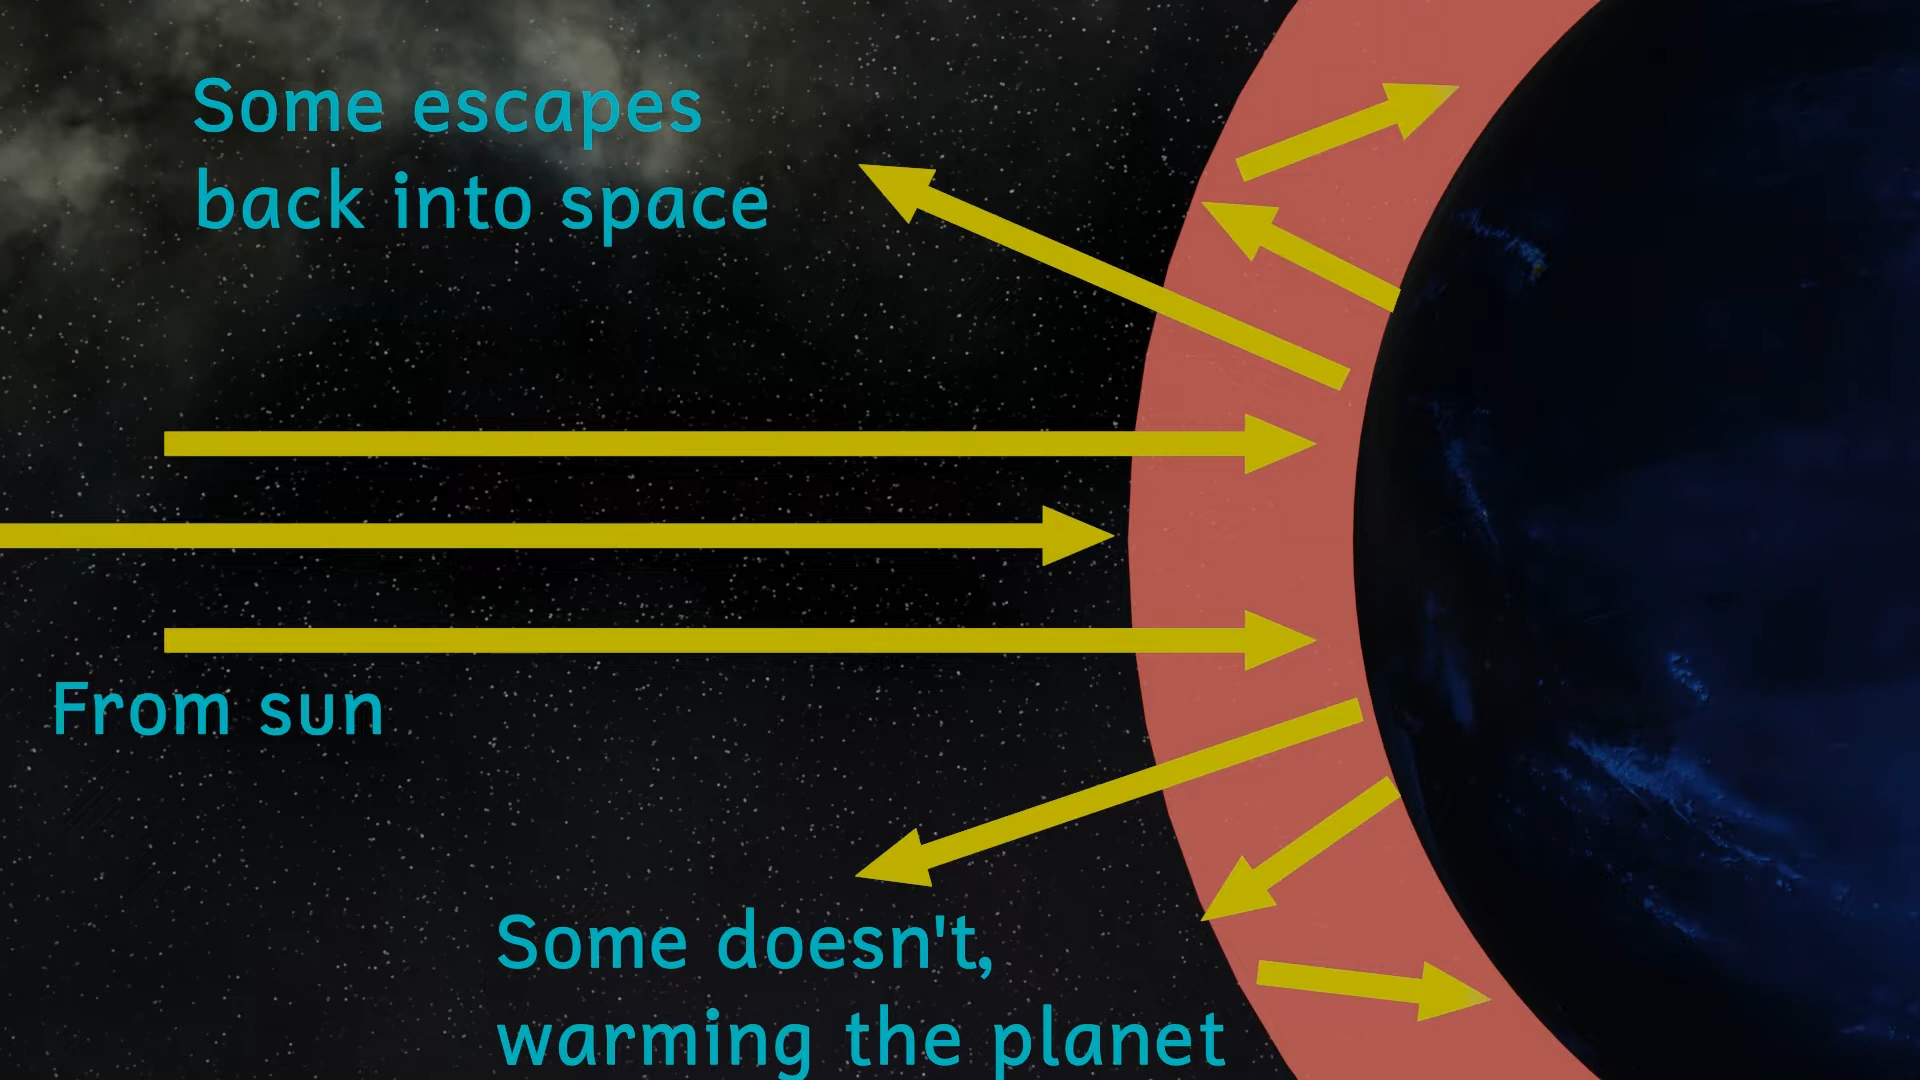 Some escapes
back into space
From sun
Some doesn't,
warming the planet